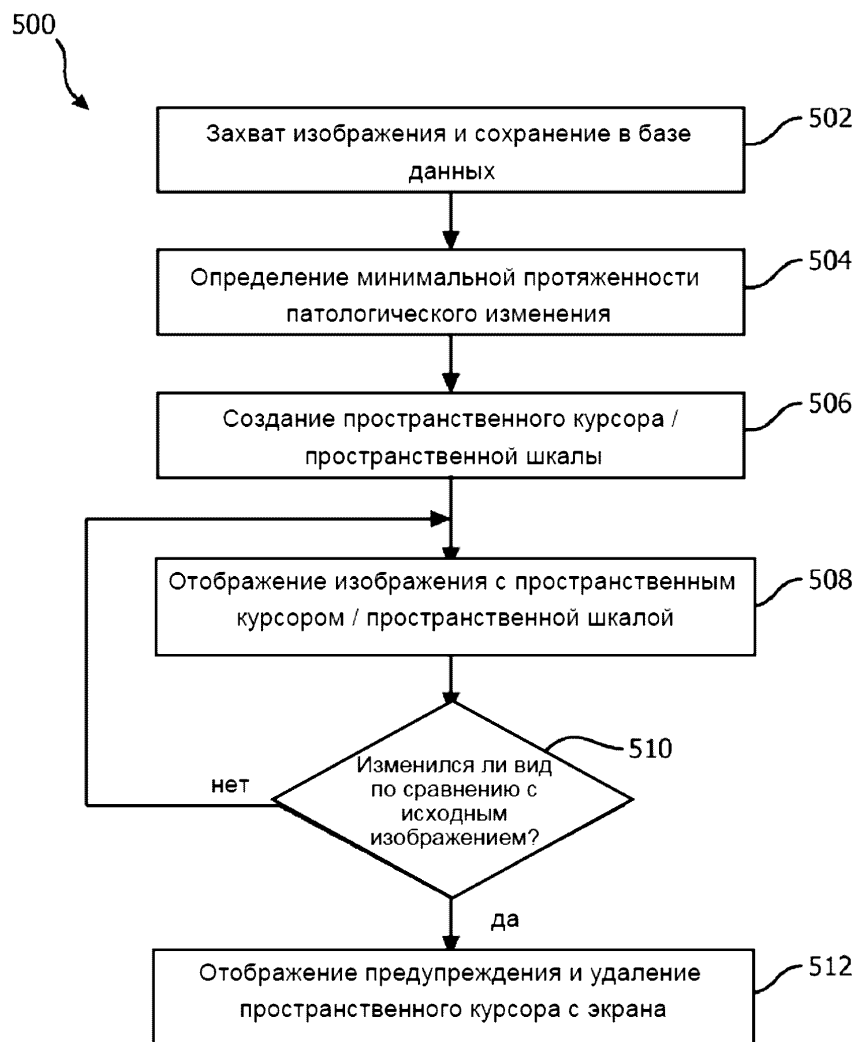 500
Захват изображения и сохранение в базе
данных
502
Определение минимальной протяженности
патологического изменения
504
Создание пространственного курсора /
пространственной шкалы
506
Отображение изображения с пространственным
курсором / пространственной шкалой
508
Изменился ли вид
по сравнению с
исходным
изображением?
510
нет
да
Отображение предупреждения и удаление
пространственного курсора с экрана
512